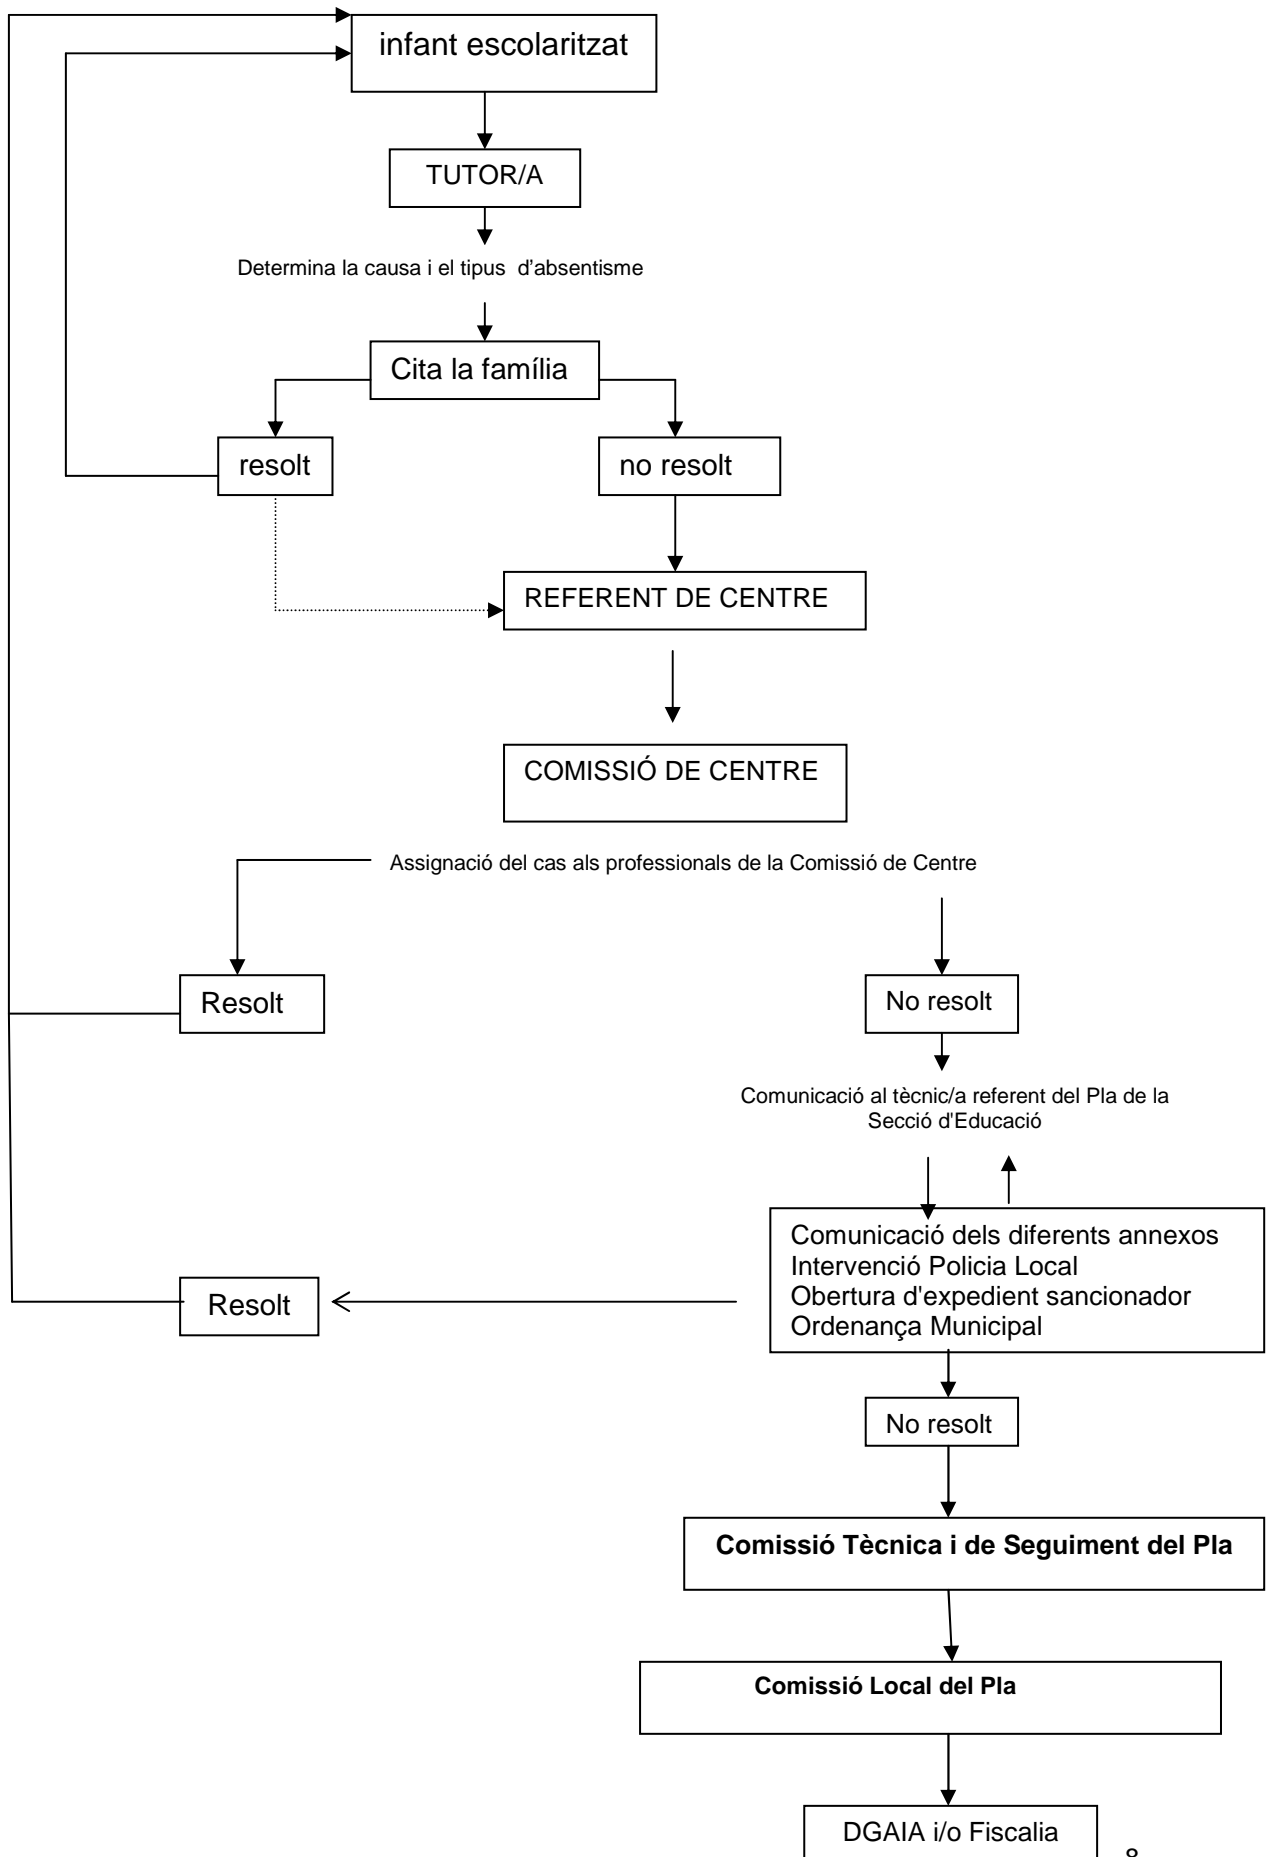 infant escolaritzat
TUTOR/A
Determina la causa i el tipus d'absentisme
Cita la família
resolt
no resolt
REFERENT DE CENTRE
COMISSIÓ DE CENTRE
Assignació del cas als professionals de la Comissió de Centre
Resolt
No resolt
Comunicació al tècnic/a referent del Pla de la
Secció d'Educació
Comunicació dels diferents annexos
Intervenció Policia Local
Obertura d'expedient sancionador
Ordenança Municipal
Resolt
No resolt
Comissió Tècnica i de Seguiment del Pla
Comissió Local del Pla
DGAIA i/o Fiscalia
8